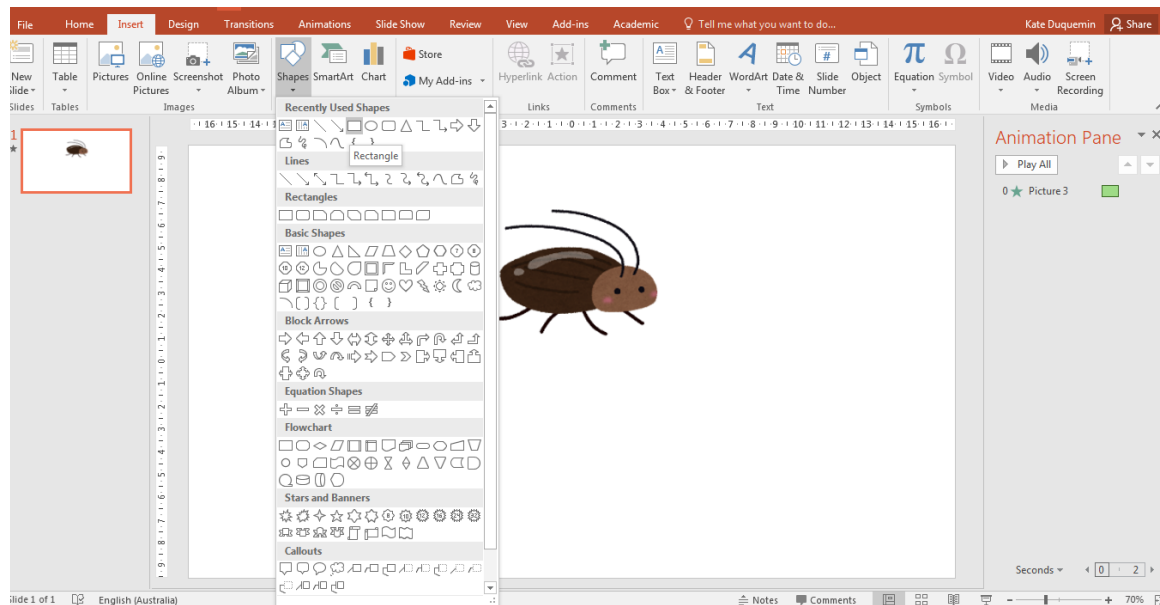 File Home Insert Design Transitions Animations Slide Show Review View Add-ins Academic Tell me what you want to do... Kate Duquemin Share
New Slide Table Pictures Online Pictures Screenshot Photo Album Shapes SmartArt Chart Store My Add-ins Hyperlink Action Comment Text Box Header & Footer WordArt Date & Time Slide Number Object Equation Symbol Video Audio Screen Recording
Slides Tables Images Links Comments Text Symbols Media
Recently Used Shapes
Rectangle
Lines
Rectangles
Basic Shapes
Block Arrows
Equation Shapes
Flowchart
Stars and Banners
Callouts
1
Animation Pane
Play All
0 Picture 3
Seconds 0 2
Slide 1 of 1 English (Australia) Notes Comments 70%